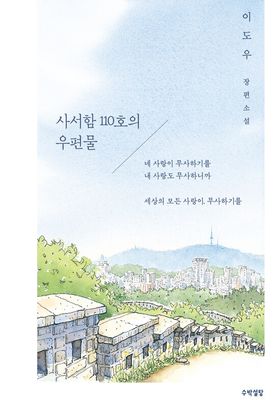 이도우
장편소설
사서함 110호의
우편물
네 사랑이 무사하기를
내 사랑도 무사하니까
세상의 모든 사랑이, 무사하기를
수박설탕